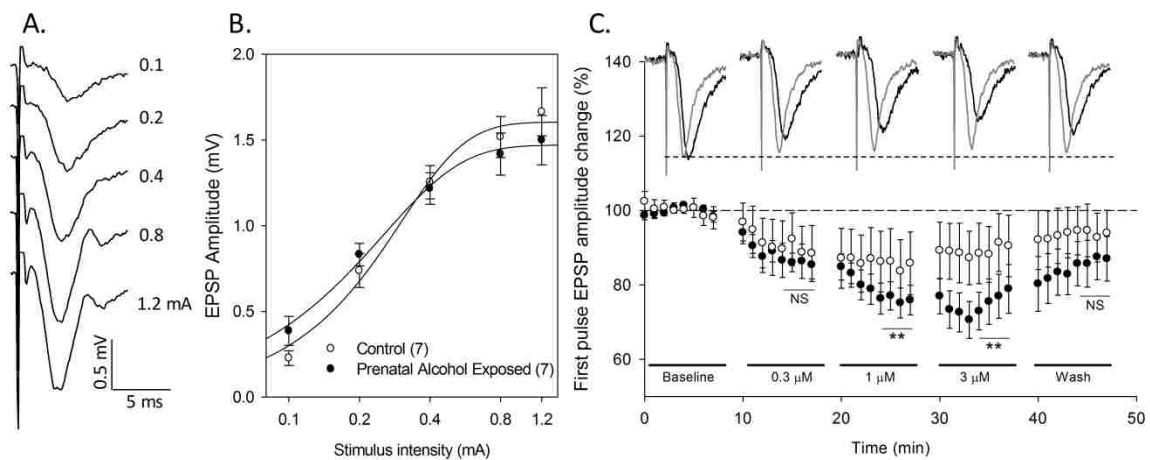 A.
0.1
0.2
0.4
0.8
1.2 mA
0.5 mV
5 ms
B.
EPSP Amplitude (mV)
2.0
1.5
1.0
0.5
0.0
Control (7)
Prenatal Alcohol Exposed (7)
0.1 0.2 0.4 0.8 1.2
Stimulus intensity (mA)
C.
First pulse EPSP amplitude change (%)
140
120
100
80
60
NS
**
**
NS
Baseline 0.3 μM 1 μM 3 μM Wash
0 10 20 30 40 50
Time (min)